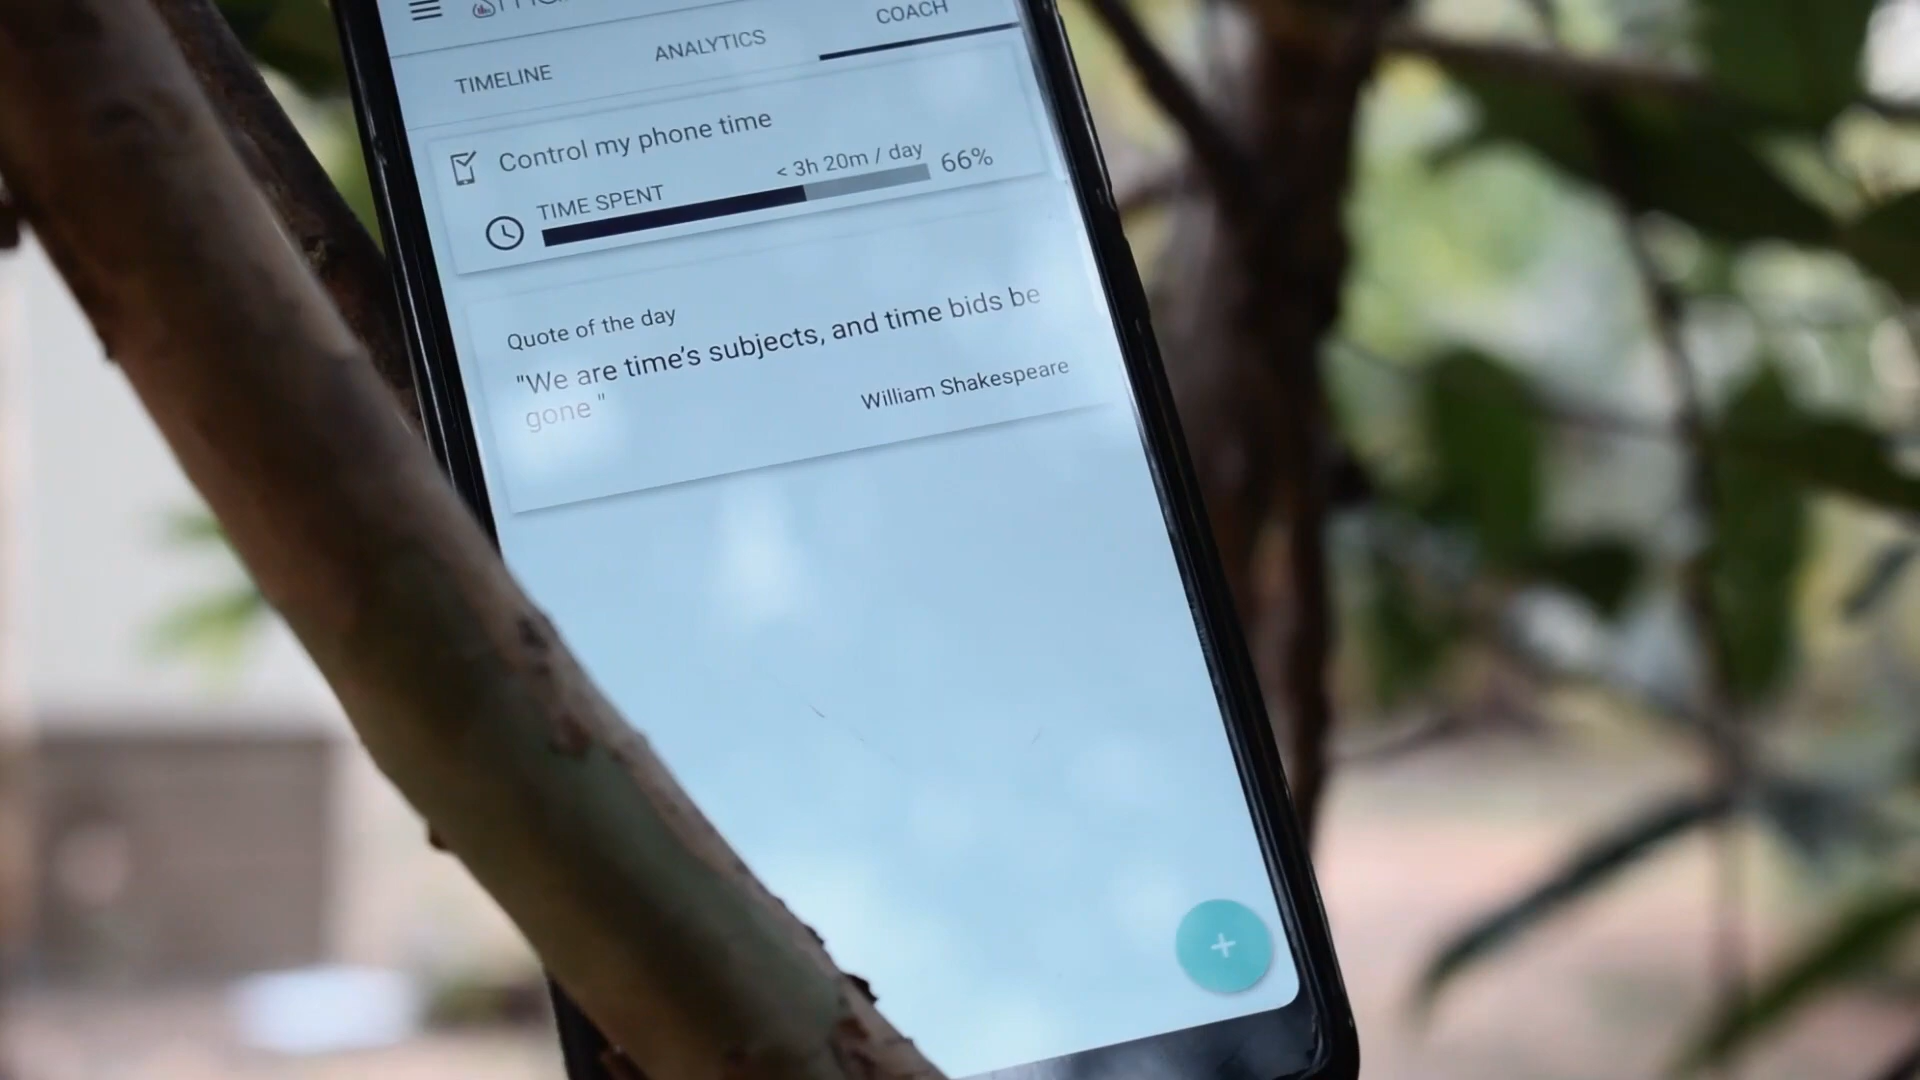 TIMELINE ANALYTICS COACH
Control my phone time
TIME SPENT < 3h 20m / day 66%
Quote of the day
"We are time's subjects, and time bids be
gone "
William Shakespeare